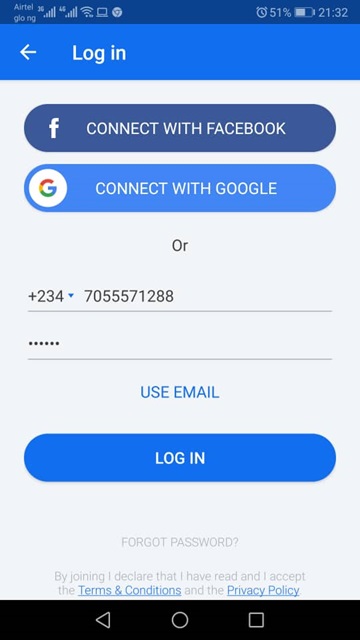 Airtel 3G 4G 51% 21:32
glo ng
Log in
f CONNECT WITH FACEBOOK
G CONNECT WITH GOOGLE
Or
+234 7055571288
••••••
USE EMAIL
LOG IN
FORGOT PASSWORD?
By joining I declare that I have read and I accept
the Terms & Conditions and the Privacy Policy